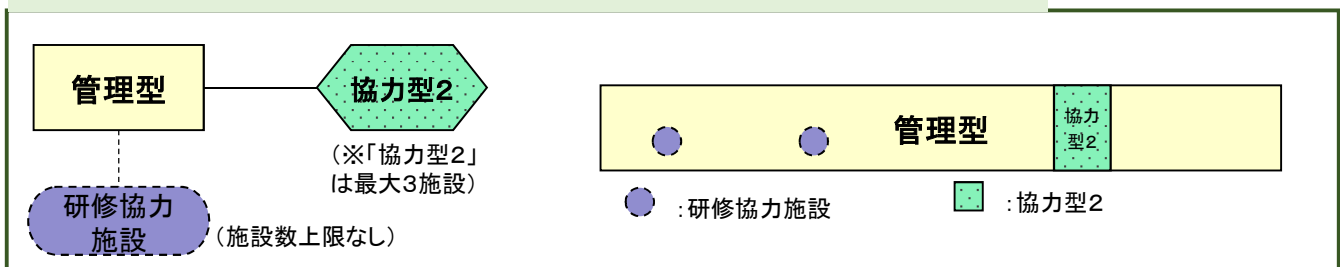 管理型
協力型2
(※「協力型2」
は最大3施設)
研修協力
施設
(施設数上限なし)
管理型
協力
型2
:研修協力施設
:協力型2